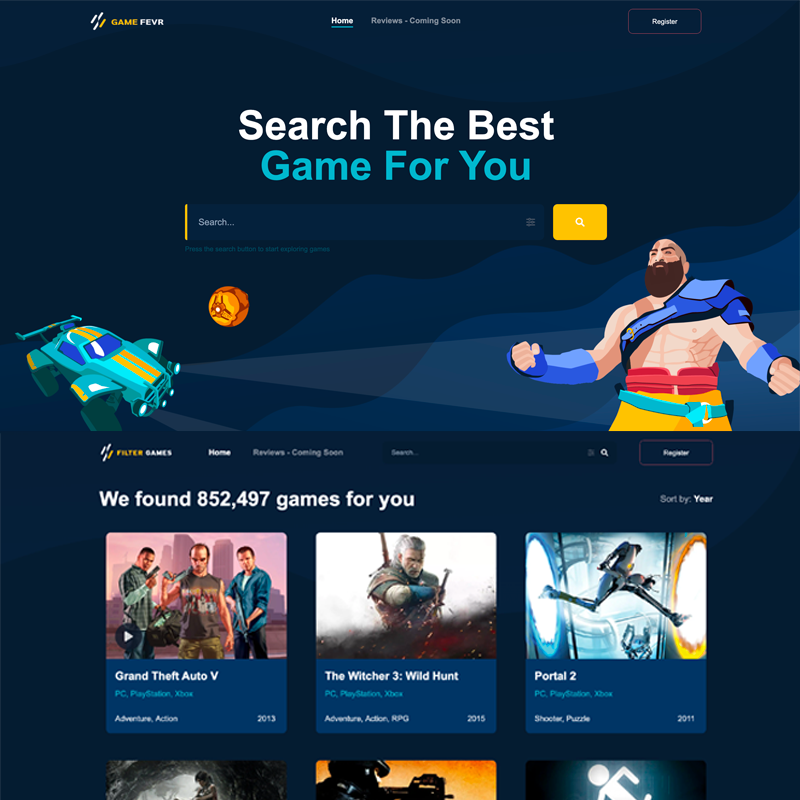 GAME FEVR
Home
Reviews - Coming Soon
Register
Search The Best
Game For You
Search...
Press the search button to start exploring games
FILTER GAMES
Home
Reviews - Coming Soon
Search...
Register
We found 852,497 games for you
Sort by: Year
Grand Theft Auto V
PC, PlayStation, Xbox
Adventure, Action
2013
The Witcher 3: Wild Hunt
PC, PlayStation, Xbox
Adventure, Action, RPG
2015
Portal 2
PC, PlayStation, Xbox
Shooter, Puzzle
2011